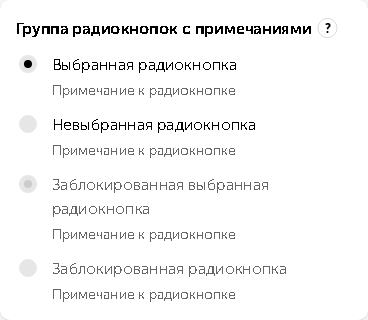 Группа радиокнопок с примечаниями ?
Выбранная радиокнопка
Примечание к радиокнопке
Невыбранная радиокнопка
Примечание к радиокнопке
Заблокированная выбранная
радиокнопка
Примечание к радиокнопке
Заблокированная радиокнопка
Примечание к радиокнопке